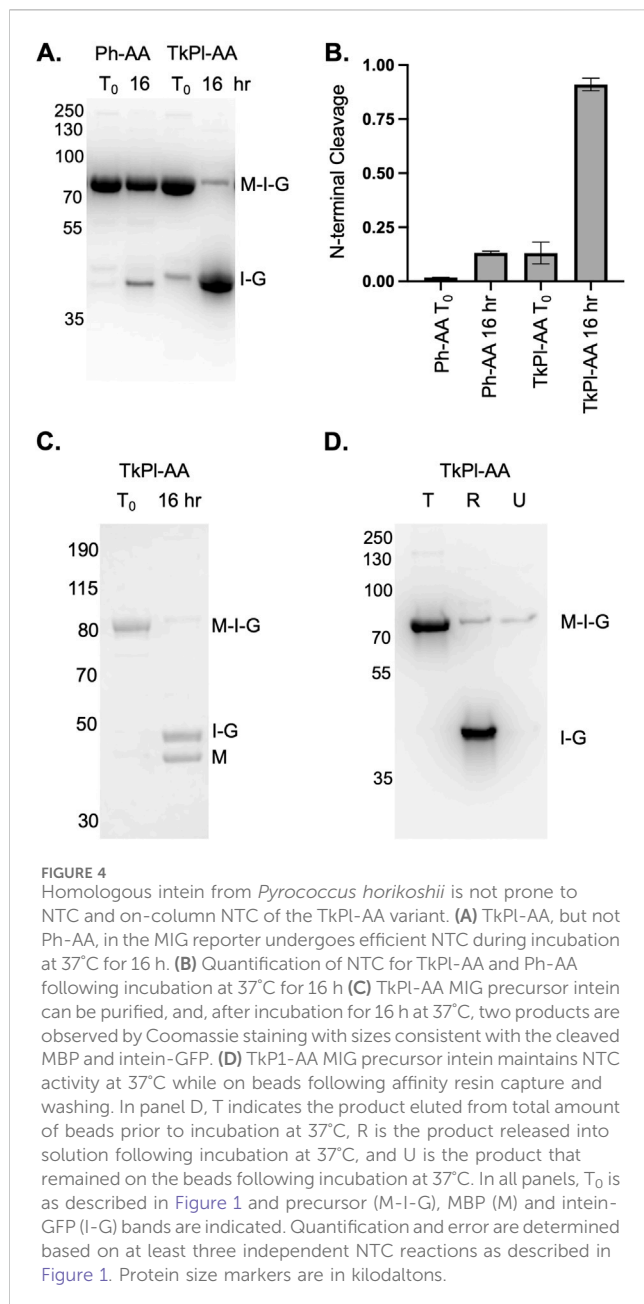 A.
Ph-AA TkPl-AA
T0 16 T0 16 hr
250
130
100
70
55
35
M-I-G
I-G
B.
N-terminal Cleavage
1.00
0.75
0.50
0.25
0.00
Ph-AA T0
Ph-AA 16 hr
TkPl-AA T0
TkPl-AA 16 hr
C.
TkPl-AA
T0 16 hr
190
115
80
70
50
30
M-I-G
I-G
M
D.
TkPl-AA
T R U
250
130
100
70
55
35
M-I-G
I-G
FIGURE 4
Homologous intein from Pyrococcus horikoshii is not prone to
NTC and on-column NTC of the TkPl-AA variant. (A) TkPl-AA, but not
Ph-AA, in the MIG reporter undergoes efficient NTC during incubation
at 37°C for 16 h. (B) Quantification of NTC for TkPl-AA and Ph-AA
following incubation at 37°C for 16 h (C) TkPl-AA MIG precursor intein
can be purified, and, after incubation for 16 h at 37°C, two products are
observed by Coomassie staining with sizes consistent with the cleaved
MBP and intein-GFP. (D) TkP1-AA MIG precursor intein maintains NTC
activity at 37°C while on beads following affinity resin capture and
washing. In panel D, T indicates the product eluted from total amount
of beads prior to incubation at 37°C, R is the product released into
solution following incubation at 37°C, and U is the product that
remained on the beads following incubation at 37°C. In all panels, T0 is
as described in Figure 1 and precursor (M-I-G), MBP (M) and intein-
GFP (I-G) bands are indicated. Quantification and error are determined
based on at least three independent NTC reactions as described in
Figure 1. Protein size markers are in kilodaltons.